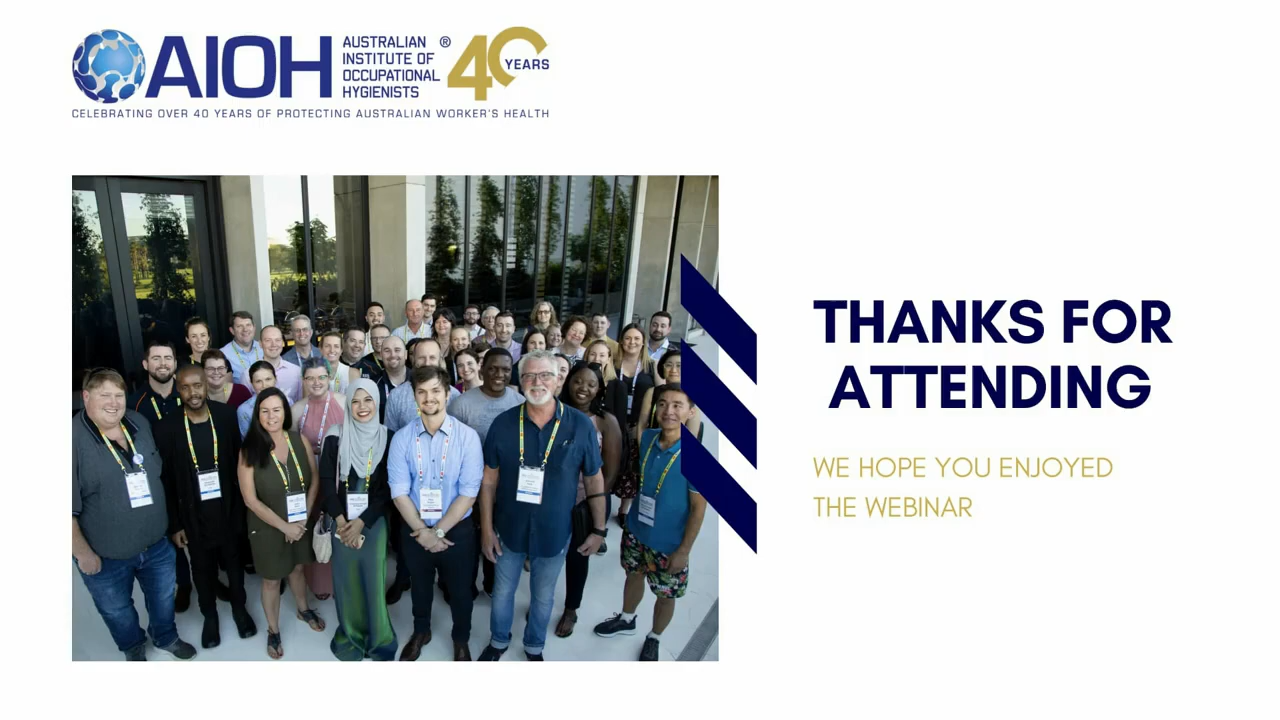 AIOH
AUSTRALIAN ®
INSTITUTE OF
OCCUPATIONAL
HYGIENISTS
40 YEARS
CELEBRATING OVER 40 YEARS OF PROTECTING AUSTRALIAN WORKER'S HEALTH
THANKS FOR
ATTENDING
WE HOPE YOU ENJOYED
THE WEBINAR